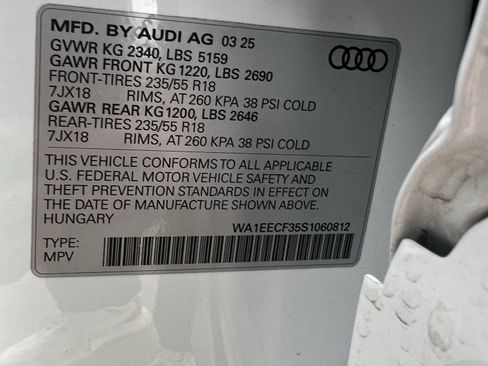 MFD. BY AUDI AG 03 25
GVWR KG 2340, LBS 5159
GAWR FRONT KG 1220, LBS 2690
FRONT-TIRES 235/55 R18
7JX18 RIMS, AT 260 KPA 38 PSI COLD
GAWR REAR KG 1200, LBS 2646
REAR-TIRES 235/55 R18
7JX18 RIMS, AT 260 KPA 38 PSI COLD
THIS VEHICLE CONFORMS TO ALL APPLICABLE
U.S. FEDERAL MOTOR VEHICLE SAFETY AND
THEFT PREVENTION STANDARDS IN EFFECT ON
THE DATE OF MANUFACTURE SHOWN ABOVE.
HUNGARY WA1EECF35S1060812
TYPE:
MPV